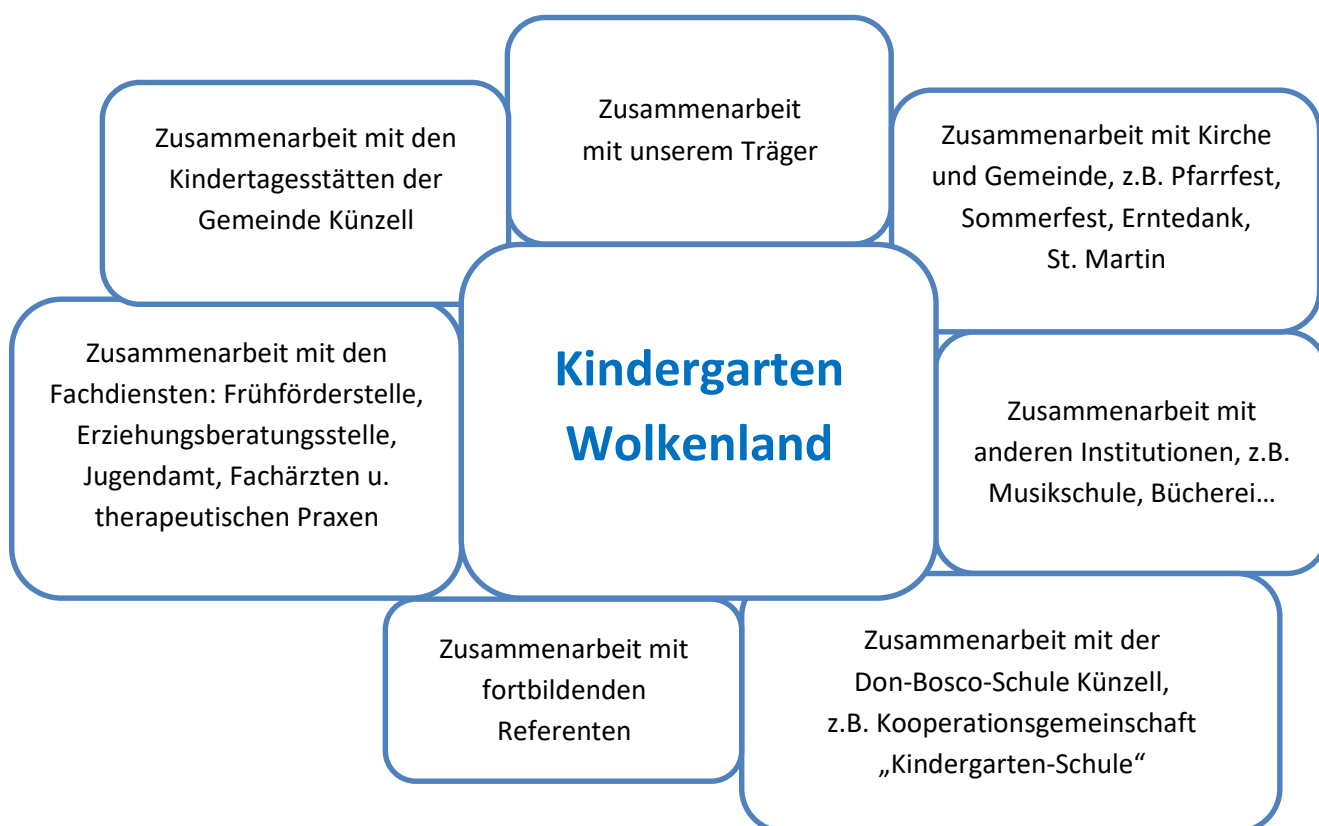 Zusammenarbeit
mit unserem Träger
Zusammenarbeit mit den
Kindertagesstätten der
Gemeinde Künzell
Zusammenarbeit mit Kirche
und Gemeinde, z.B. Pfarrfest,
Sommerfest, Erntedank,
St. Martin
Kindergarten
Wolkenland
Zusammenarbeit mit den
Fachdiensten: Frühförderstelle,
Erziehungsberatungsstelle,
Jugendamt, Fachärzten u.
therapeutischen Praxen
Zusammenarbeit mit
anderen Institutionen, z.B.
Musikschule, Bücherei…
Zusammenarbeit mit
fortbildenden
Referenten
Zusammenarbeit mit der
Don-Bosco-Schule Künzell,
z.B. Kooperationsgemeinschaft
„Kindergarten-Schule“